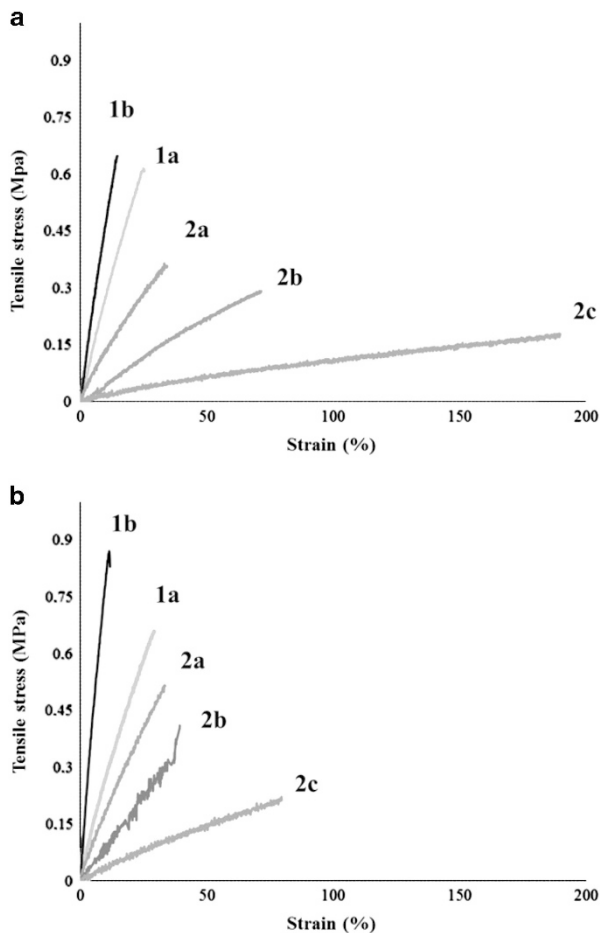 a
0.9
0.75
0.6
0.45
0.3
0.15
0
Tensile stress (Mpa)
1b
1a
2a
2b
2c
0 50 100 150 200
Strain (%)
b
0.9
0.75
0.6
0.45
0.3
0.15
0
Tensile stress (MPa)
1b
1a
2a
2b
2c
0 50 100 150 200
Strain (%)